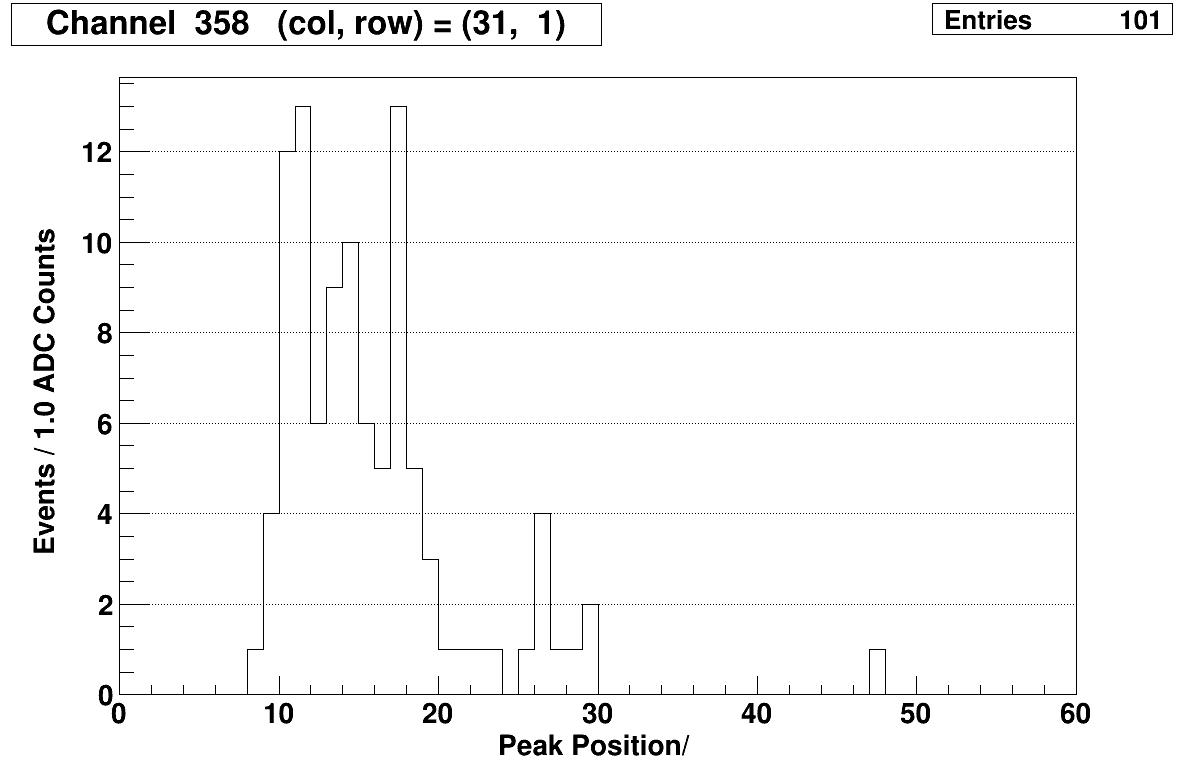 Channel 358 (col, row) = (31, 1)
Entries 101
Events / 1.0 ADC Counts
12
10
8
6
4
2
0
0 10 20 30 40 50 60
Peak Position/